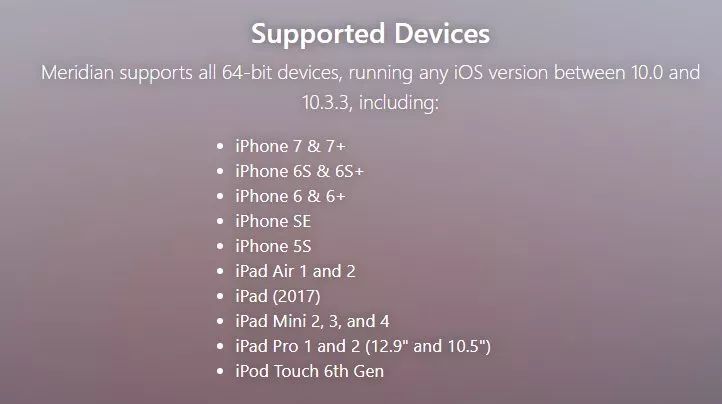 Supported Devices
Meridian supports all 64-bit devices, running any iOS version between 10.0 and
10.3.3, including:
• iPhone 7 & 7+
• iPhone 6S & 6S+
• iPhone 6 & 6+
• iPhone SE
• iPhone 5S
• iPad Air 1 and 2
• iPad (2017)
• iPad Mini 2, 3, and 4
• iPad Pro 1 and 2 (12.9" and 10.5")
• iPod Touch 6th Gen